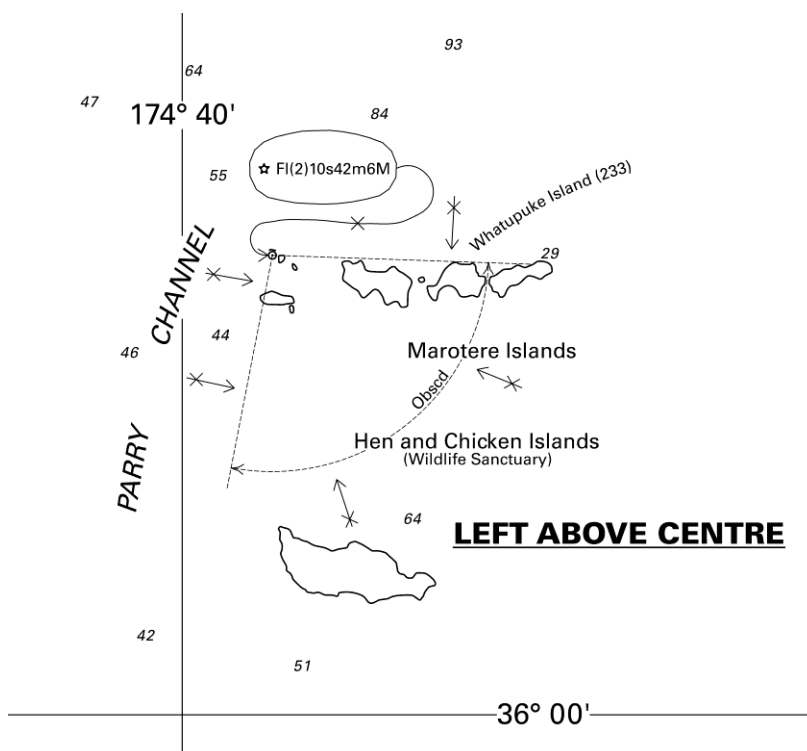 93
64
47
174° 40'
84
55
Fl(2)10s42m6M
Whatupuke Island (233)
29
CHANNEL
44
46
Marotere Islands
Obscd
Hen and Chicken Islands
(Wildlife Sanctuary)
PARRY
64
LEFT ABOVE CENTRE
42
51
36° 00'